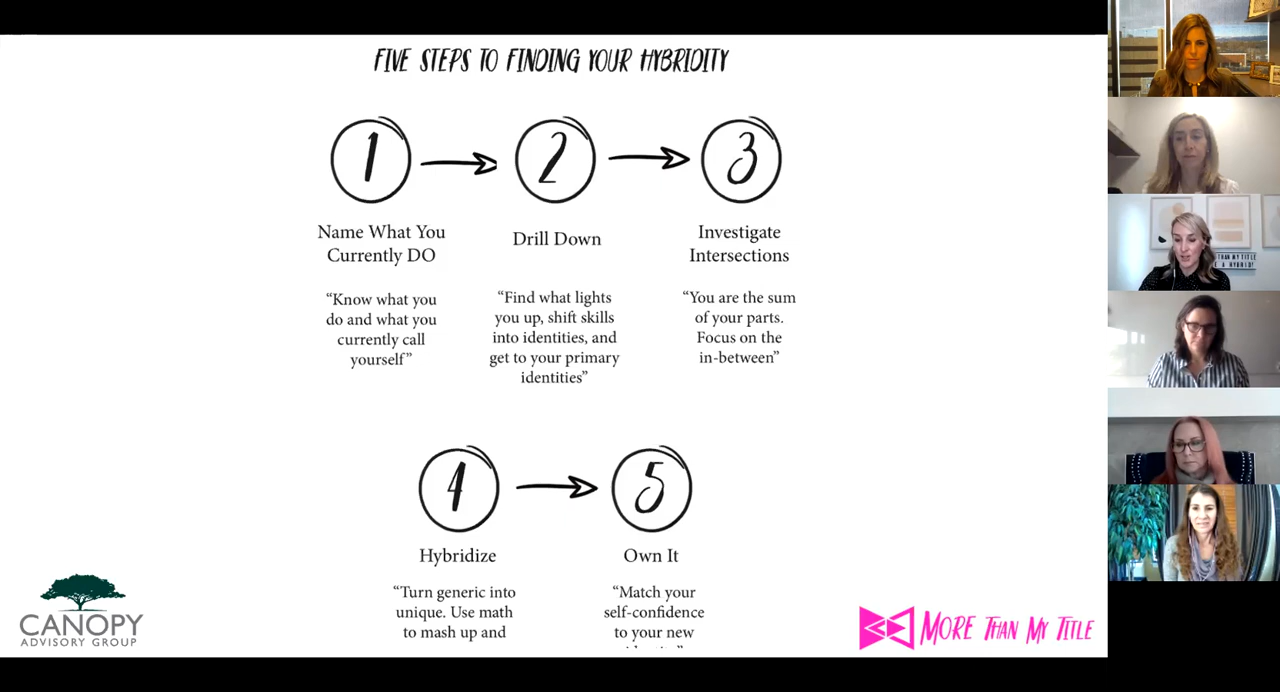 FIVE STEPS TO FINDING YOUR HYBRIDITY
1
2
3
Name What You
Currently DO
Drill Down
Investigate
Intersections
“Know what you
do and what you
currently call
yourself”
“Find what lights
you up, shift skills
into identities, and
get to your primary
identities”
“You are the sum
of your parts.
Focus on the
in-between”
4
5
Hybridize
Own It
“Turn generic into
unique. Use math
to mash up and
“Match your
self-confidence
to your new
CANOPY
ADVISORY GROUP
MORE THAN MY TITLE
THAN MY TITLE
E A HYBRID!